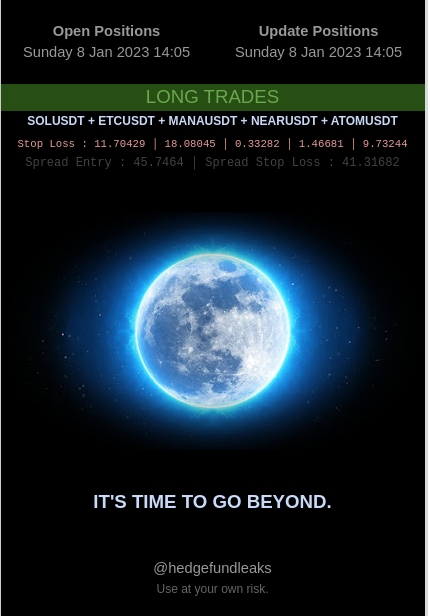 Open Positions
Sunday 8 Jan 2023 14:05
Update Positions
Sunday 8 Jan 2023 14:05
LONG TRADES
SOLUSDT + ETCUSDT + MANAUSDT + NEARUSDT + ATOMUSDT
Stop Loss : 11.70429 | 18.08045 | 0.33282 | 1.46681 | 9.73244
Spread Entry : 45.7464 | Spread Stop Loss : 41.31682
IT'S TIME TO GO BEYOND.
@hedgefundleaks
Use at your own risk.